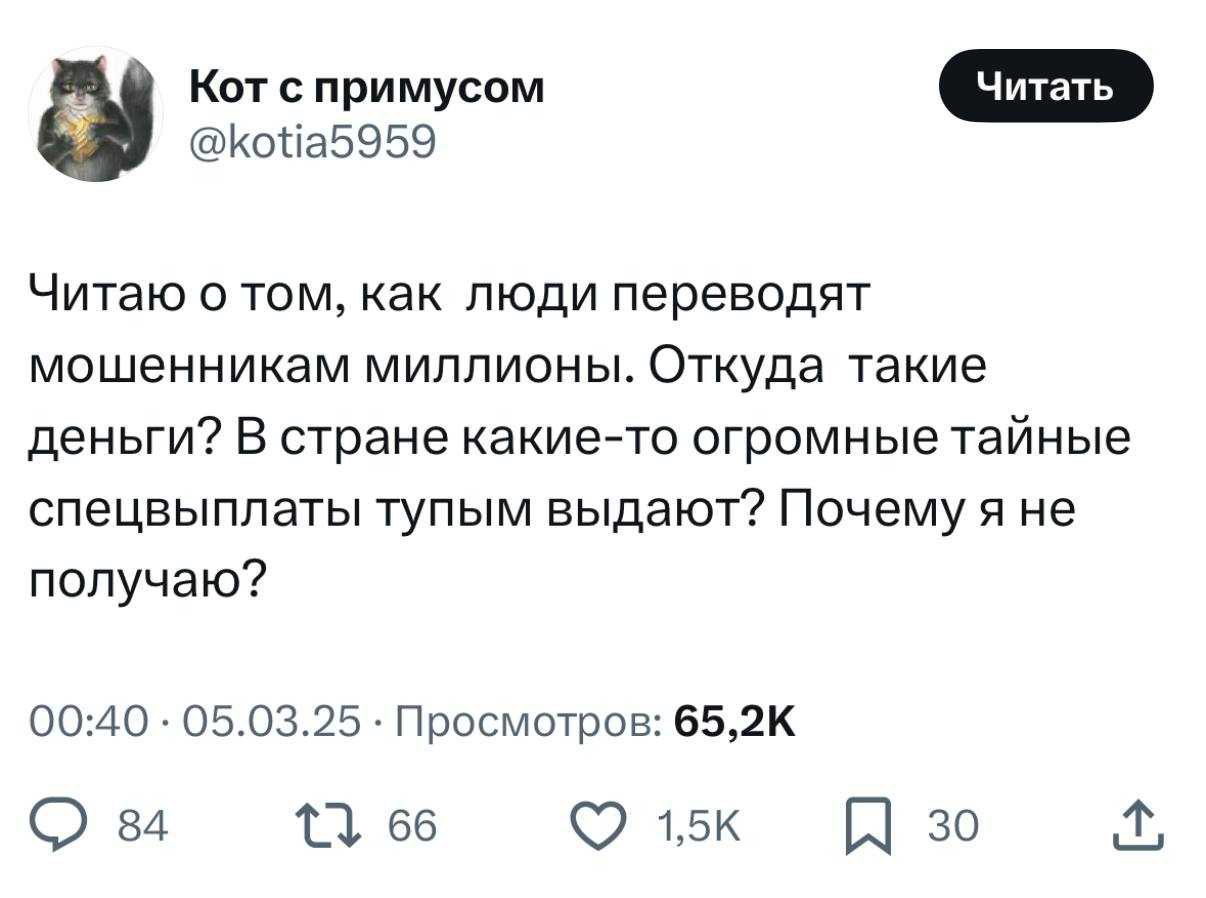 Кот с примусом
@kotia5959
Читать
Читаю о том, как  люди переводят
мошенникам миллионы. Откуда  такие
деньги? В стране какие-то огромные тайные
спецвыплаты тупым выдают? Почему я не
получаю?
00:40 · 05.03.25 · Просмотров: 65,2K
84 66 1,5K 30